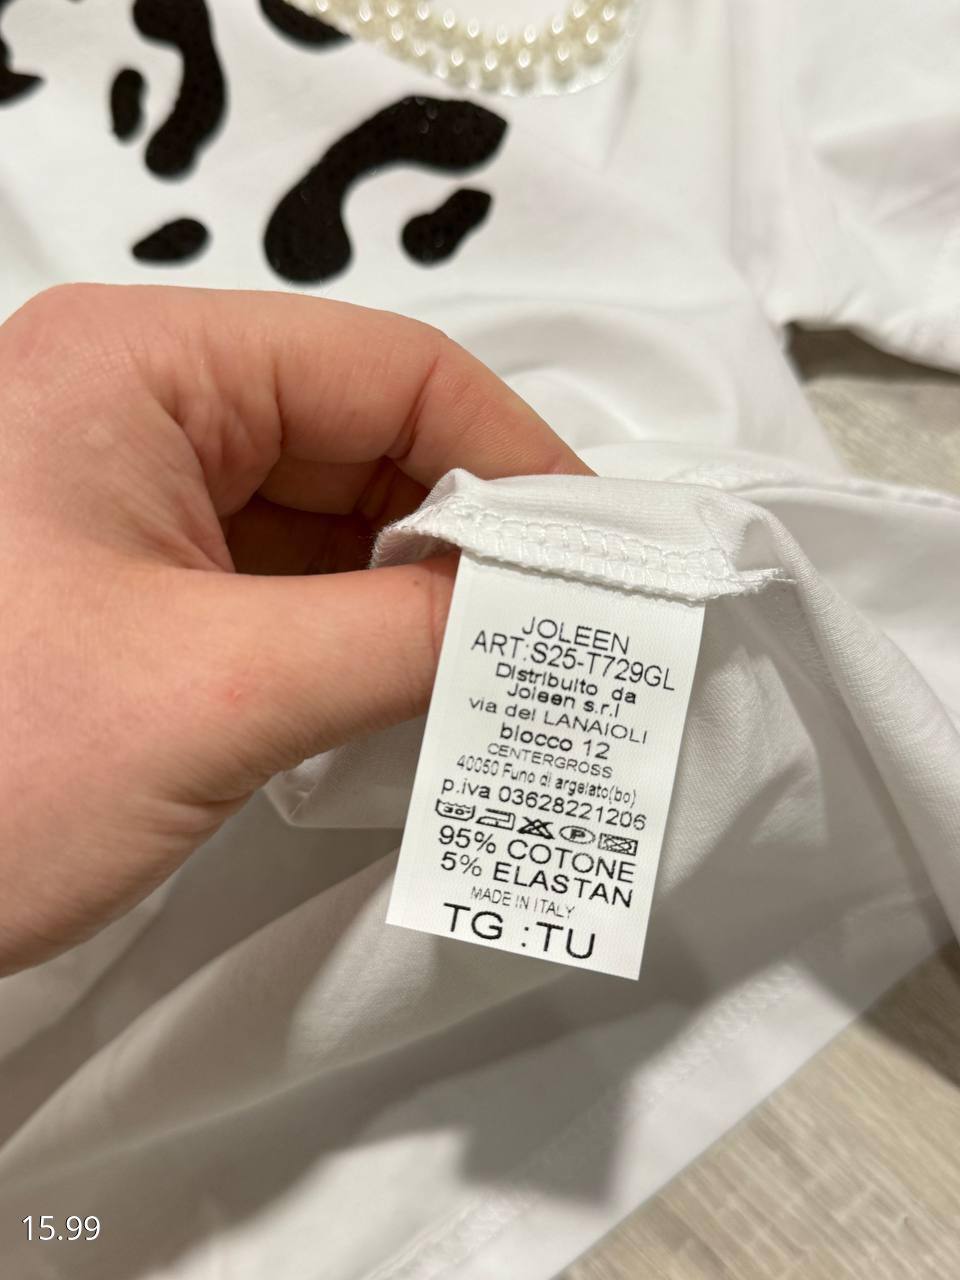 JOLEEN
ART:S25-T729GL
Distribuito da
Joleen s.r.l
via dei LANAIOLI
blocco 12
CENTERGROSS
40050 Funo di argelato(bo)
p.iva 03628221206
P
95% COTONE
5% ELASTAN
MADE IN ITALY
TG :TU
15.99